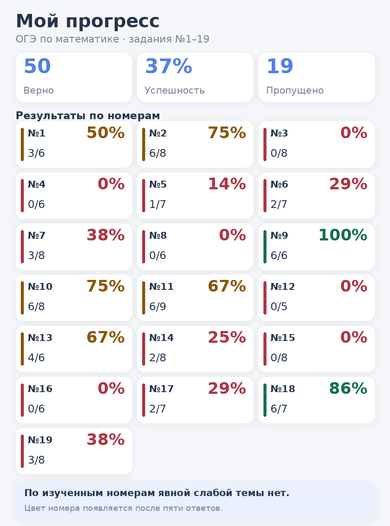 Мой прогресс
ОГЭ по математике · задания №1–19
50 37% 19
Верно Успешность Пропущено
Результаты по номерам
№1 50% №2 75% №3 0%
3/6 6/8 0/8
№4 0% №5 14% №6 29%
0/6 1/7 2/7
№7 38% №8 0% №9 100%
3/8 0/6 6/6
№10 75% №11 67% №12 0%
6/8 6/9 0/5
№13 67% №14 25% №15 0%
4/6 2/8 0/8
№16 0% №17 29% №18 86%
0/6 2/7 6/7
№19 38%
3/8
По изученным номерам явной слабой темы нет.
Цвет номера появляется после пяти ответов.